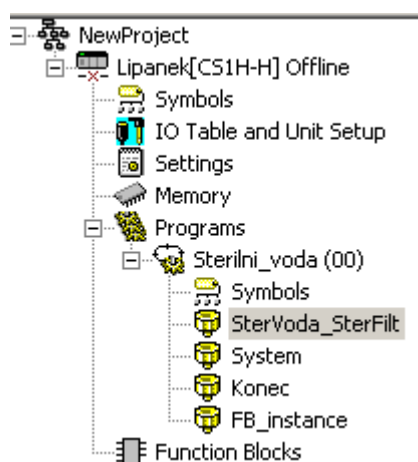 NewProject
Lipanek[CS1H-H] Offline
Symbols
IO Table and Unit Setup
Settings
Memory
Programs
Sterilni_voda (00)
Symbols
SterVoda_SterFilt
System
Konec
FB_instance
Function Blocks